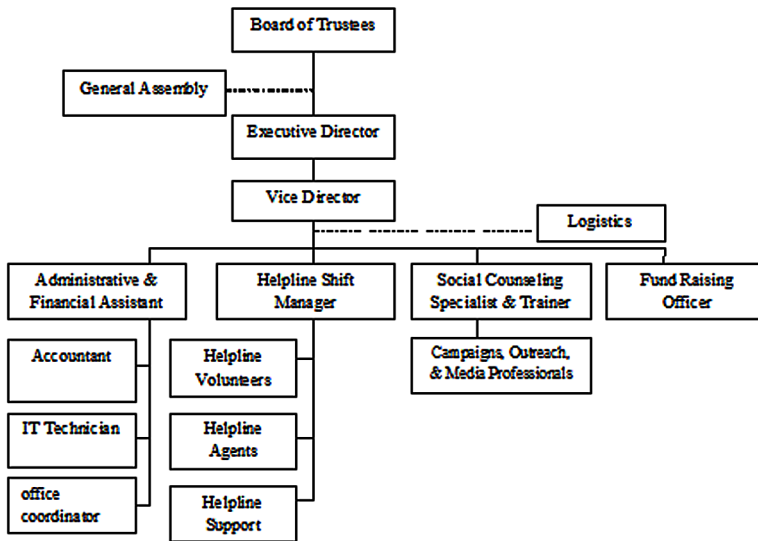 Board of Trustees
General Assembly
Executive Director
Vice Director
Logistics
Administrative &
Financial Assistant
Helpline Shift
Manager
Social Counseling
Specialist & Trainer
Fund Raising
Officer
Accountant
Helpline
Volunteers
Campaigns, Outreach,
& Media Professionals
IT Technician
Helpline
Agents
office
coordinator
Helpline
Support